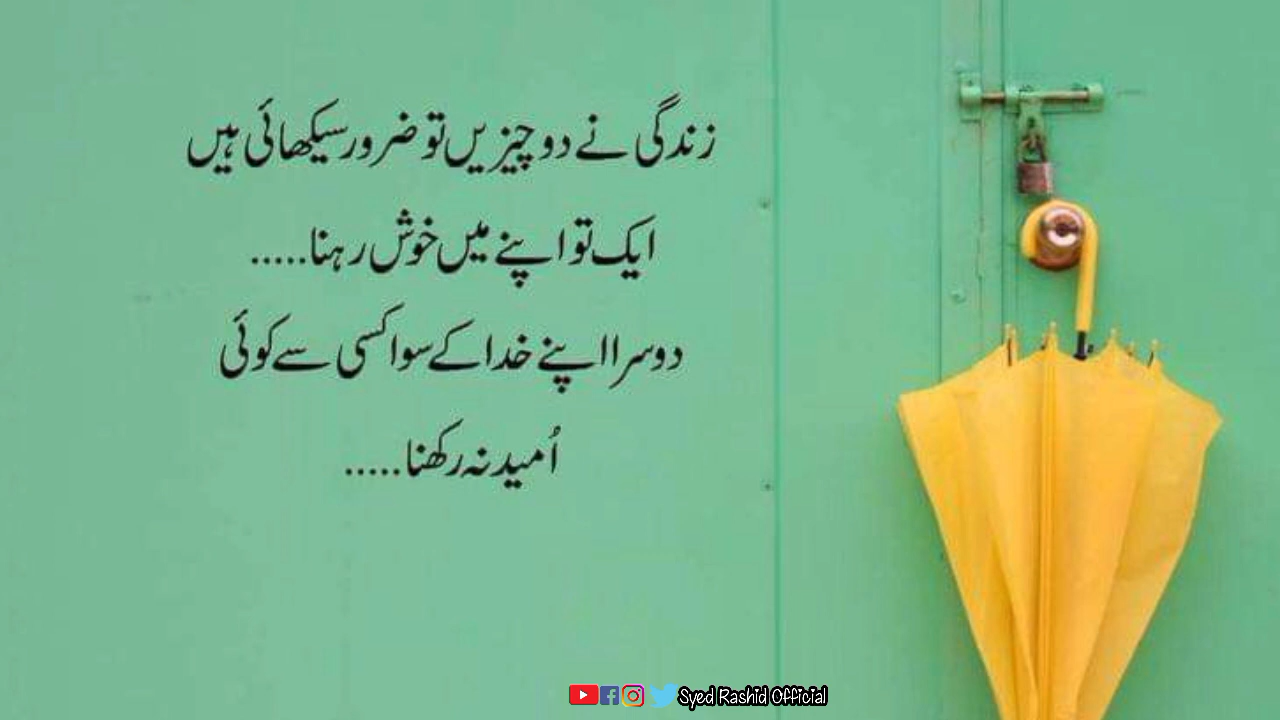 زندگی نے دو چیزیں تو ضرور سیکھائی ہیں
ایک تو اپنے میں خوش رہنا.....
دوسرا اپنے خدا کے سوا کسی سے کوئی
اُمید نہ رکھنا.....
Syed Rashid Official